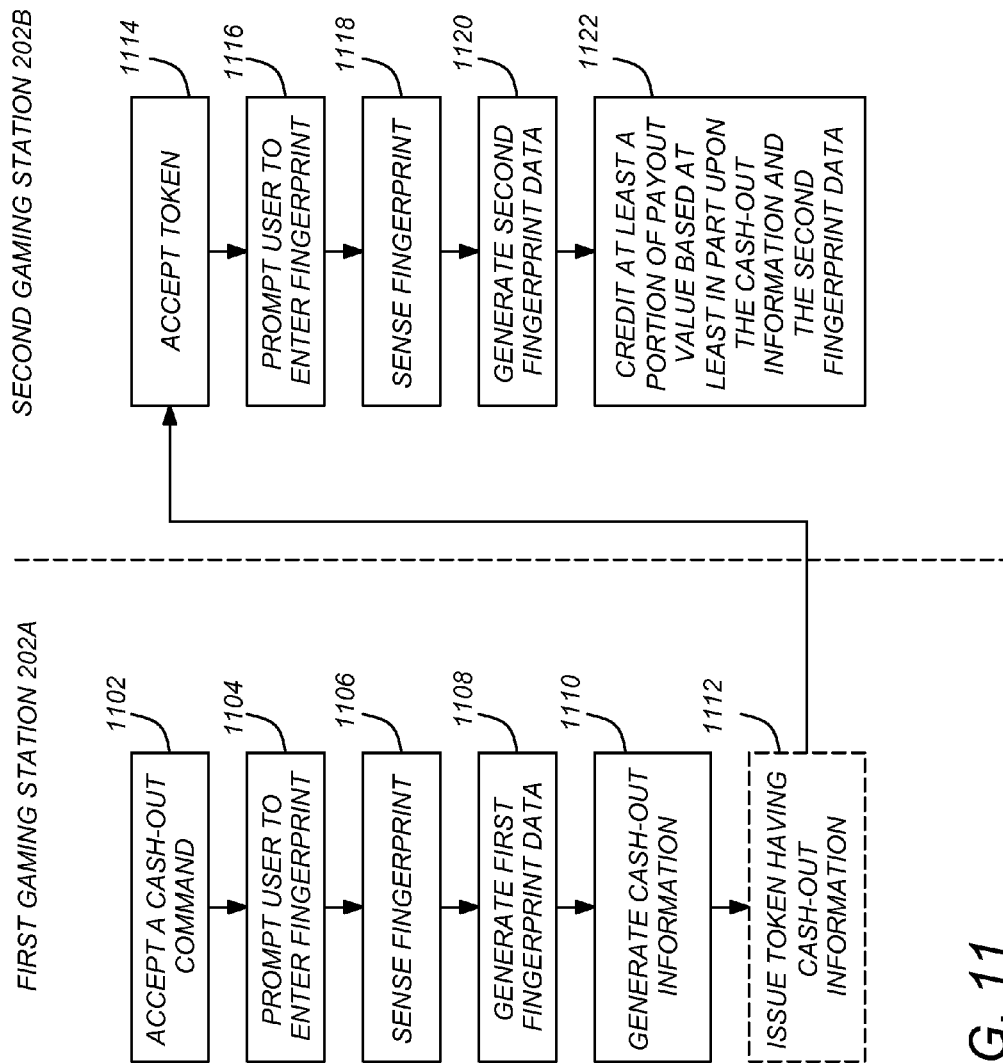 FIRST GAMING STATION 202A
1102
ACCEPT A CASH-OUT
COMMAND
1104
PROMPT USER TO
ENTER FINGERPRINT
1106
SENSE FINGERPRINT
1108
GENERATE FIRST
FINGERPRINT DATA
1110
GENERATE CASH-OUT
INFORMATION
1112
ISSUE TOKEN HAVING
CASH-OUT
INFORMATION
SECOND GAMING STATION 202B
1114
ACCEPT TOKEN
1116
PROMPT USER TO
ENTER FINGERPRINT
1118
SENSE FINGERPRINT
1120
GENERATE SECOND
FINGERPRINT DATA
1122
CREDIT AT LEAST A
PORTION OF PAYOUT
VALUE BASED AT
LEAST IN PART UPON
THE CASH-OUT
INFORMATION AND
THE SECOND
FINGERPRINT DATA
G. 11